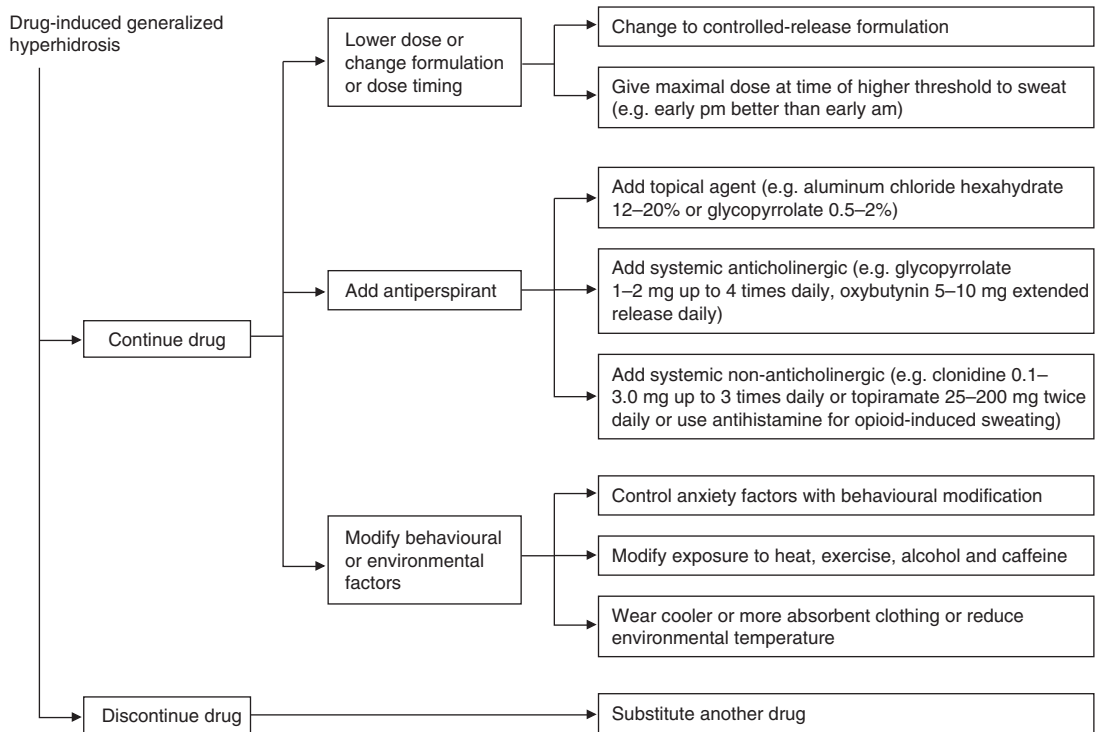 Drug-induced generalized
hyperhidrosis
Lower dose or
change formulation
or dose timing
Change to controlled-release formulation
Give maximal dose at time of higher threshold to sweat
(e.g. early pm better than early am)
Continue drug
Add antiperspirant
Add topical agent (e.g. aluminum chloride hexahydrate
12–20% or glycopyrrolate 0.5–2%)
Add systemic anticholinergic (e.g. glycopyrrolate
1–2 mg up to 4 times daily, oxybutynin 5–10 mg extended
release daily)
Add systemic non-anticholinergic (e.g. clonidine 0.1–
3.0 mg up to 3 times daily or topiramate 25–200 mg twice
daily or use antihistamine for opioid-induced sweating)
Modify behavioural
or environmental
factors
Control anxiety factors with behavioural modification
Modify exposure to heat, exercise, alcohol and caffeine
Wear cooler or more absorbent clothing or reduce
environmental temperature
Discontinue drug
Substitute another drug